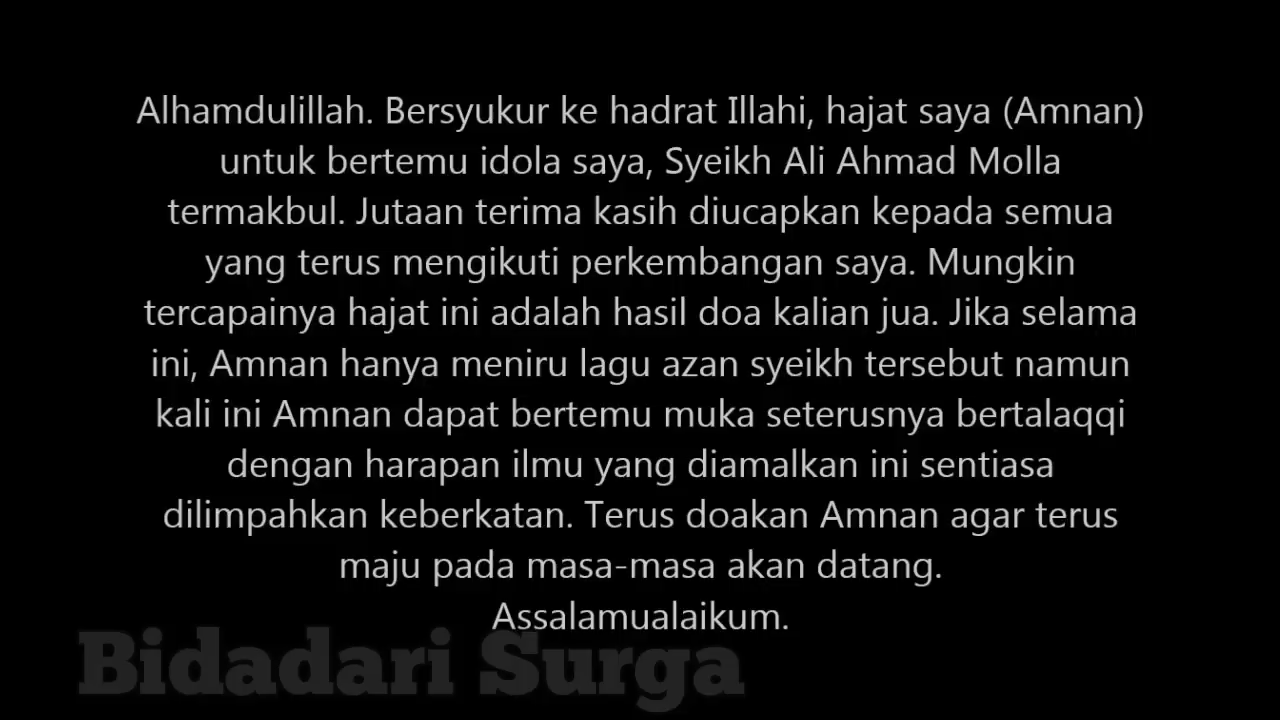 Alhamdulillah. Bersyukur ke hadrat Illahi, hajat saya (Amnan)
untuk bertemu idola saya, Syeikh Ali Ahmad Molla
termakbul. Jutaan terima kasih diucapkan kepada semua
yang terus mengikuti perkembangan saya. Mungkin
tercapainya hajat ini adalah hasil doa kalian jua. Jika selama
ini, Amnan hanya meniru lagu azan syeikh tersebut namun
kali ini Amnan dapat bertemu muka seterusnya bertalaqqi
dengan harapan ilmu yang diamalkan ini sentiasa
dilimpahkan keberkatan. Terus doakan Amnan agar terus
maju pada masa-masa akan datang.
Assalamualaikum.
Bidadari Surga